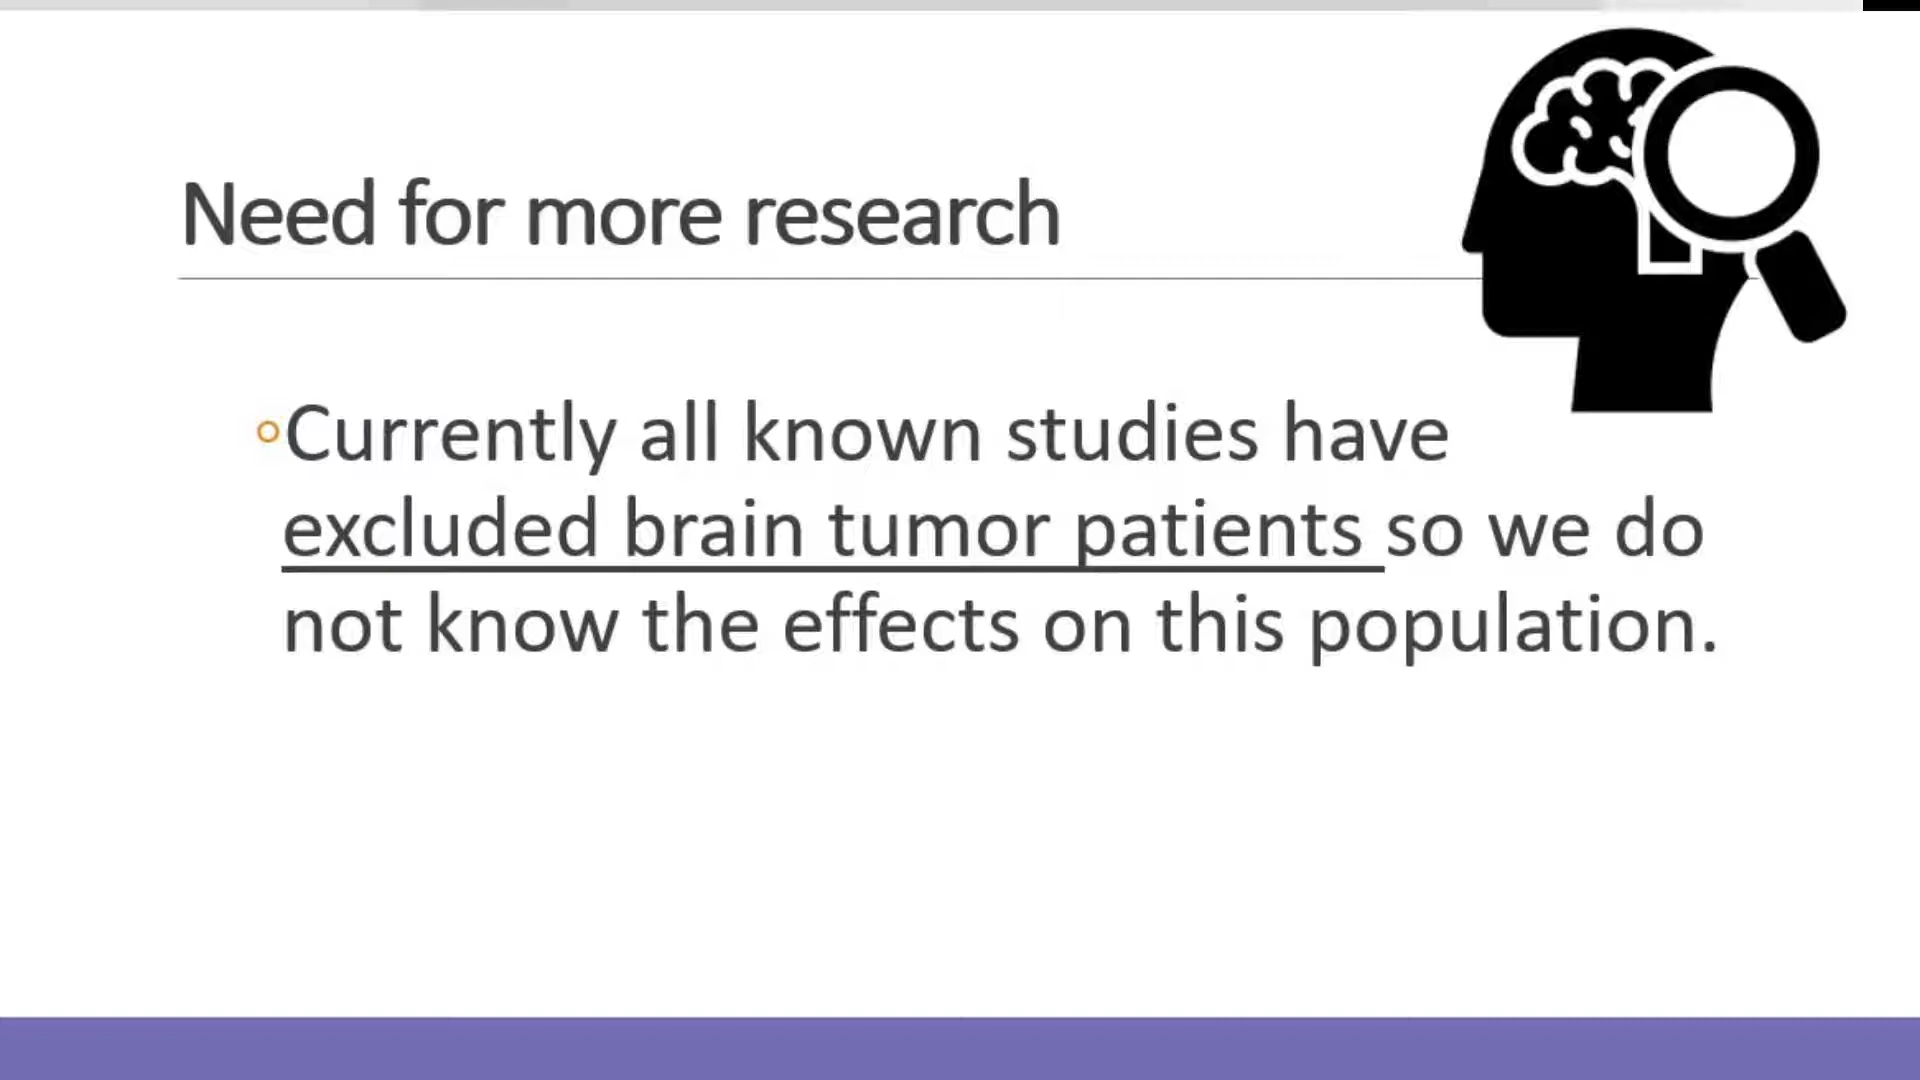 Need for more research
Currently all known studies have
excluded brain tumor patients so we do
not know the effects on this population.